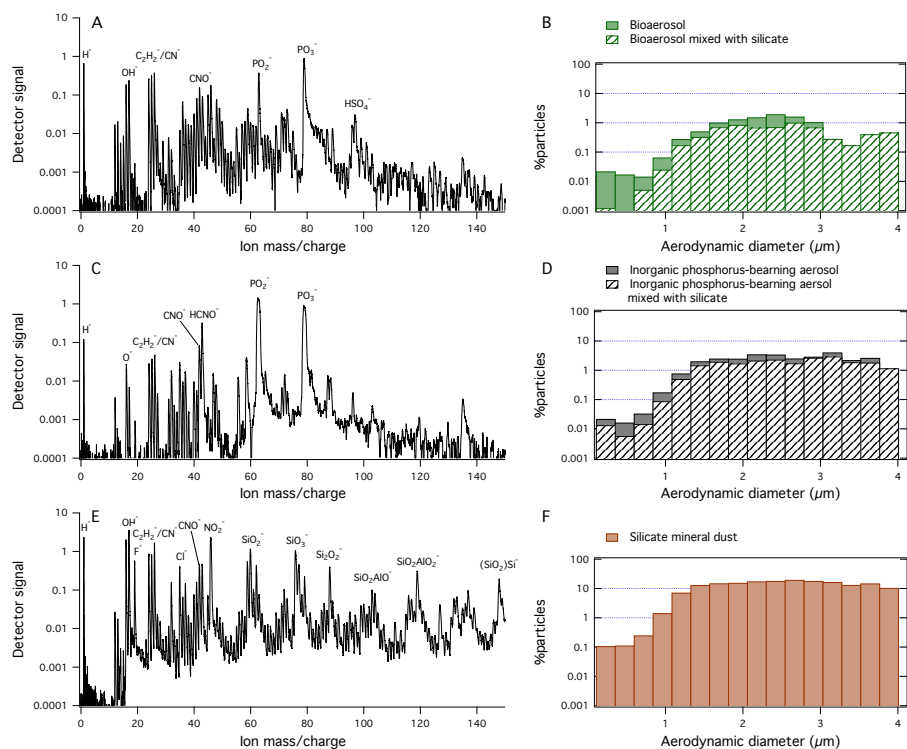 A
Detector signal
10
1
0.1
0.01
0.001
0.0001
H⁻
OH⁻
C₂H₂⁻/CN⁻
CNO⁻
PO₂⁻
PO₃⁻
HSO₄⁻
0 20 40 60 80 100 120 140
Ion mass/charge
B
Bioaerosol
Bioaerosol mixed with silicate
%particles
100
10
1
0.1
0.01
0.001
1 2 3 4
Aerodynamic diameter (µm)
C
Detector signal
10
1
0.1
0.01
0.001
0.0001
H⁻
O⁻
C₂H₂⁻/CN⁻
CNO⁻ HCNO⁻
PO₂⁻
PO₃⁻
0 20 40 60 80 100 120 140
Ion mass/charge
D
Inorganic phosphorus-bearning aerosol
Inorganic phosphorus-bearning aersol
mixed with silicate
%particles
100
10
1
0.1
0.01
0.001
1 2 3 4
Aerodynamic diameter (µm)
E
Detector signal
10
1
0.1
0.01
0.001
0.0001
H⁻
OH⁻
F⁻
C₂H₂⁻/CN⁻
Cl⁻
CNO⁻
NO₂⁻
SiO₂⁻
SiO₃⁻
Si₂O₂⁻
SiO₂AlO⁻
SiO₂AlO₂⁻
(SiO₂)Si⁻
0 20 40 60 80 100 120 140
Ion mass/charge
F
Silicate mineral dust
%particles
100
10
1
0.1
0.01
0.001
1 2 3 4
Aerodynamic diameter (µm)